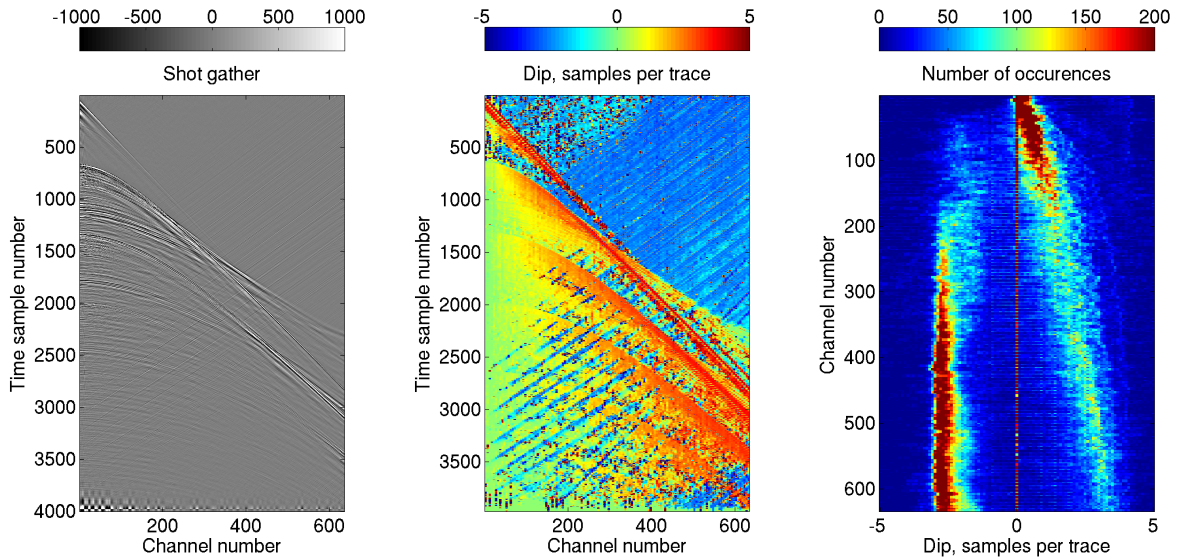 -1000 -500 0 500 1000
Shot gather
Time sample number
500
1000
1500
2000
2500
3000
3500
4000
200 400 600
Channel number
-5 0 5
Dip, samples per trace
Time sample number
500
1000
1500
2000
2500
3000
3500
200 400 600
Channel number
0 50 100 150 200
Number of occurences
Channel number
100
200
300
400
500
600
-5 0 5
Dip, samples per trace